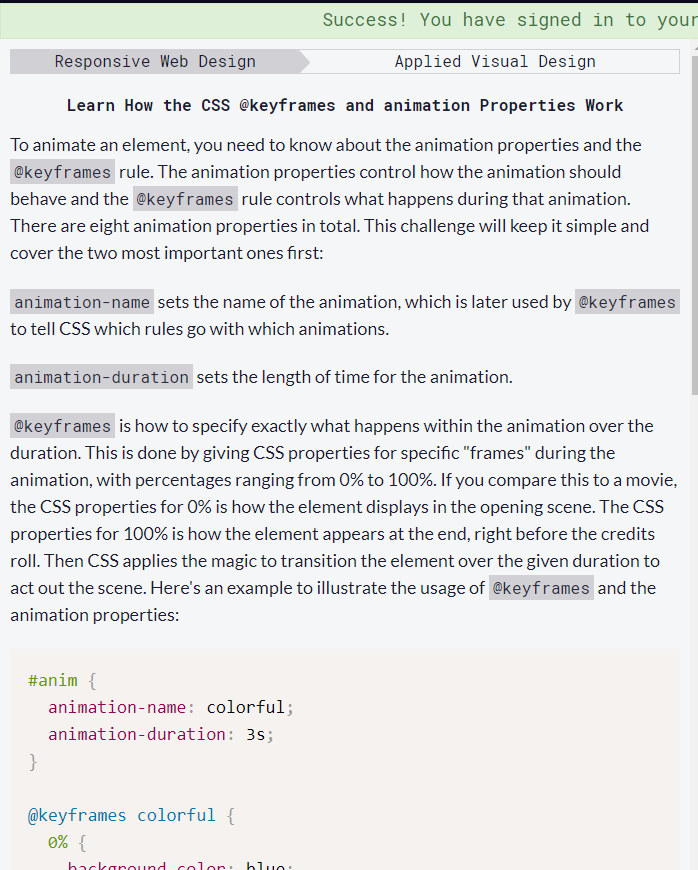 Success! You have signed in to your
Responsive Web Design
Applied Visual Design
Learn How the CSS @keyframes and animation Properties Work
To animate an element, you need to know about the animation properties and the
@keyframes rule. The animation properties control how the animation should
behave and the @keyframes rule controls what happens during that animation.
There are eight animation properties in total. This challenge will keep it simple and
cover the two most important ones first:
animation-name sets the name of the animation, which is later used by @keyframes
to tell CSS which rules go with which animations.
animation-duration sets the length of time for the animation.
@keyframes is how to specify exactly what happens within the animation over the
duration. This is done by giving CSS properties for specific "frames" during the
animation, with percentages ranging from 0% to 100%. If you compare this to a movie,
the CSS properties for 0% is how the element displays in the opening scene. The CSS
properties for 100% is how the element appears at the end, right before the credits
roll. Then CSS applies the magic to transition the element over the given duration to
act out the scene. Here's an example to illustrate the usage of @keyframes and the
animation properties:
#anim {
animation-name: colorful;
animation-duration: 3s;
}
@keyframes colorful {
0% {
background-color: blue;